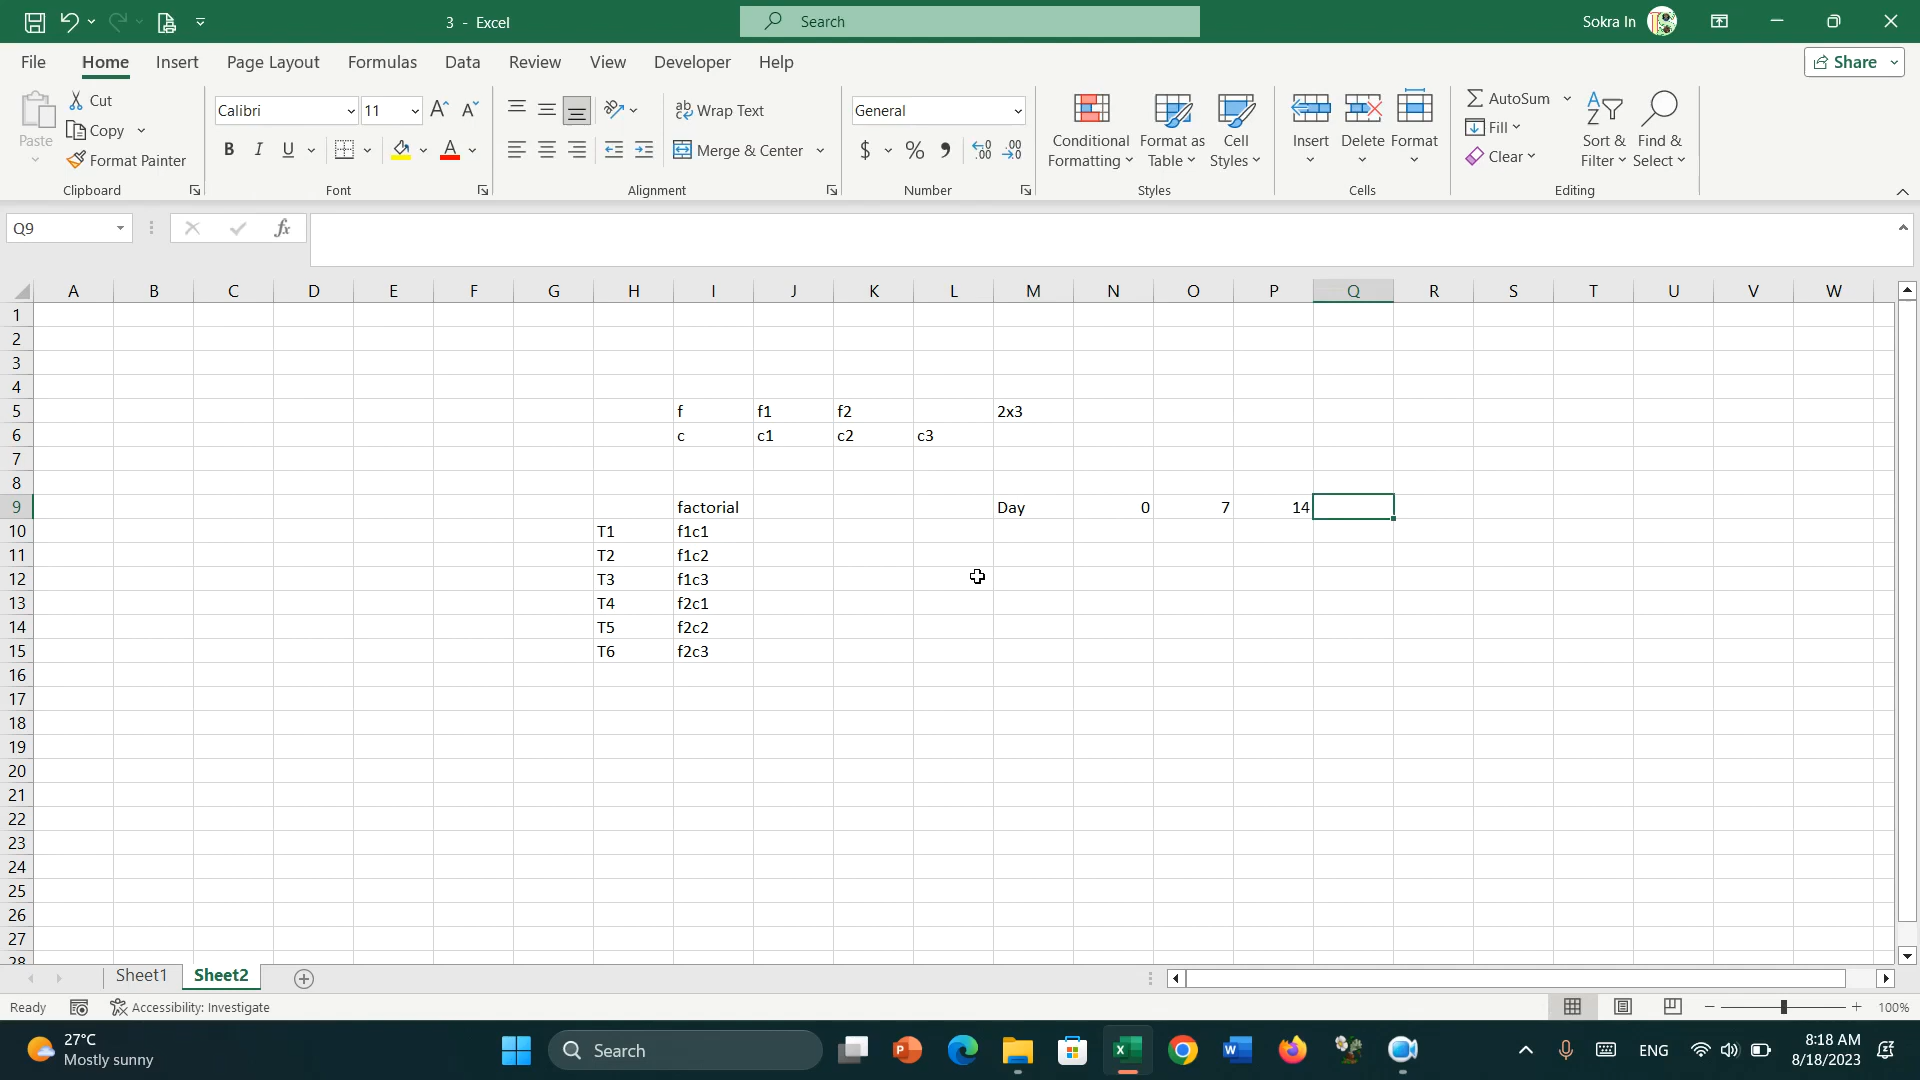 3 - Excel
Search
Sokra In
File Home Insert Page Layout Formulas Data Review View Developer Help
Share
Paste
Cut
Copy
Format Painter
Clipboard
Calibri 11
B I U
Font
Wrap Text
Merge & Center
Alignment
General
$ % ,
Number
Conditional Formatting
Format as Table
Cell Styles
Styles
Insert Delete Format
Cells
AutoSum
Fill
Clear
Sort & Filter
Find & Select
Editing
Q9
fx
A B C D E F G H I J K L M N O P Q R S T U V W
1
2
3
4
5 f f1 f2 2x3
6 c c1 c2 c3
7
8
9 factorial Day 0 7 14
10 T1 f1c1
11 T2 f1c2
12 T3 f1c3
13 T4 f2c1
14 T5 f2c2
15 T6 f2c3
16
17
18
19
20
21
22
23
24
25
26
27
28
Sheet1 Sheet2
Ready Accessibility: Investigate 100%
27°C
Mostly sunny
Search
ENG
8:18 AM
8/18/2023